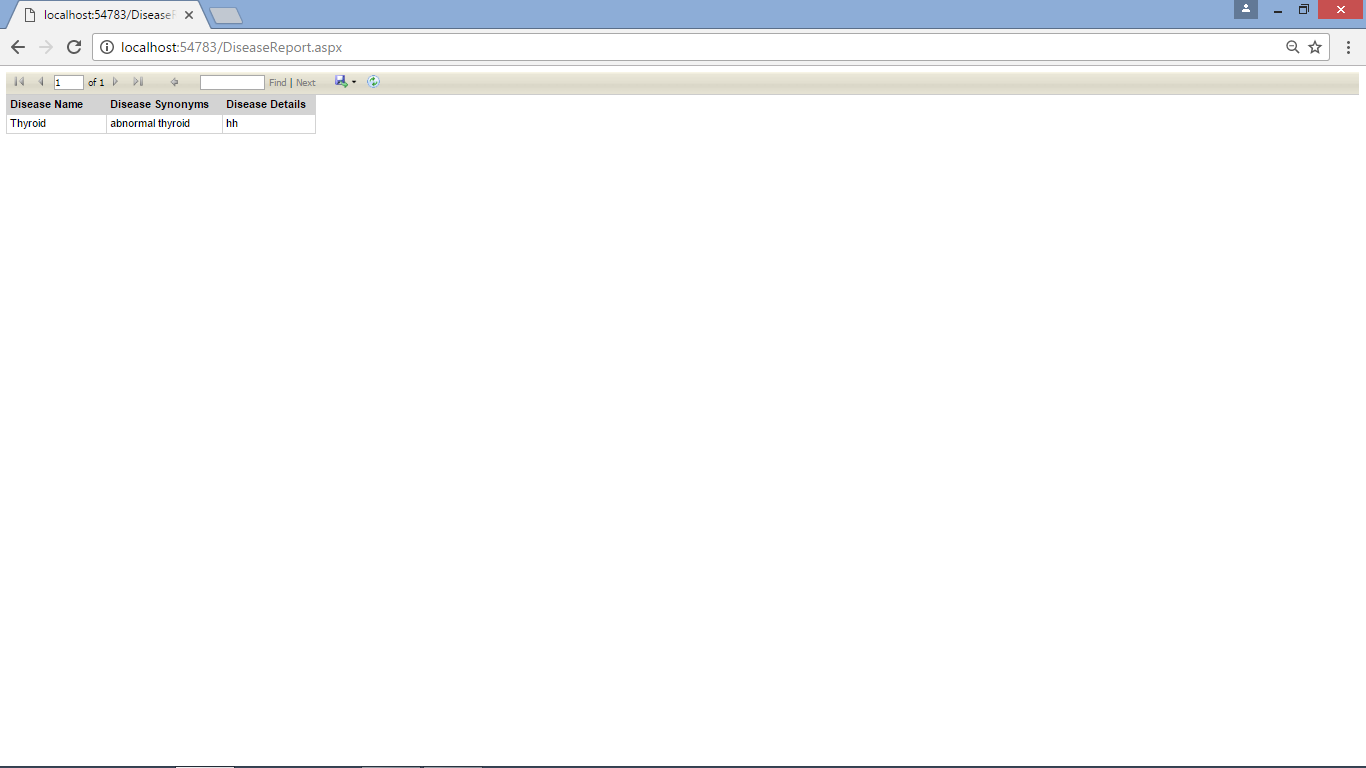 localhost:54783/Disease
localhost:54783/DiseaseReport.aspx
1 of 1 Find | Next
Disease Name Disease Synonyms Disease Details
Thyroid abnormal thyroid hh